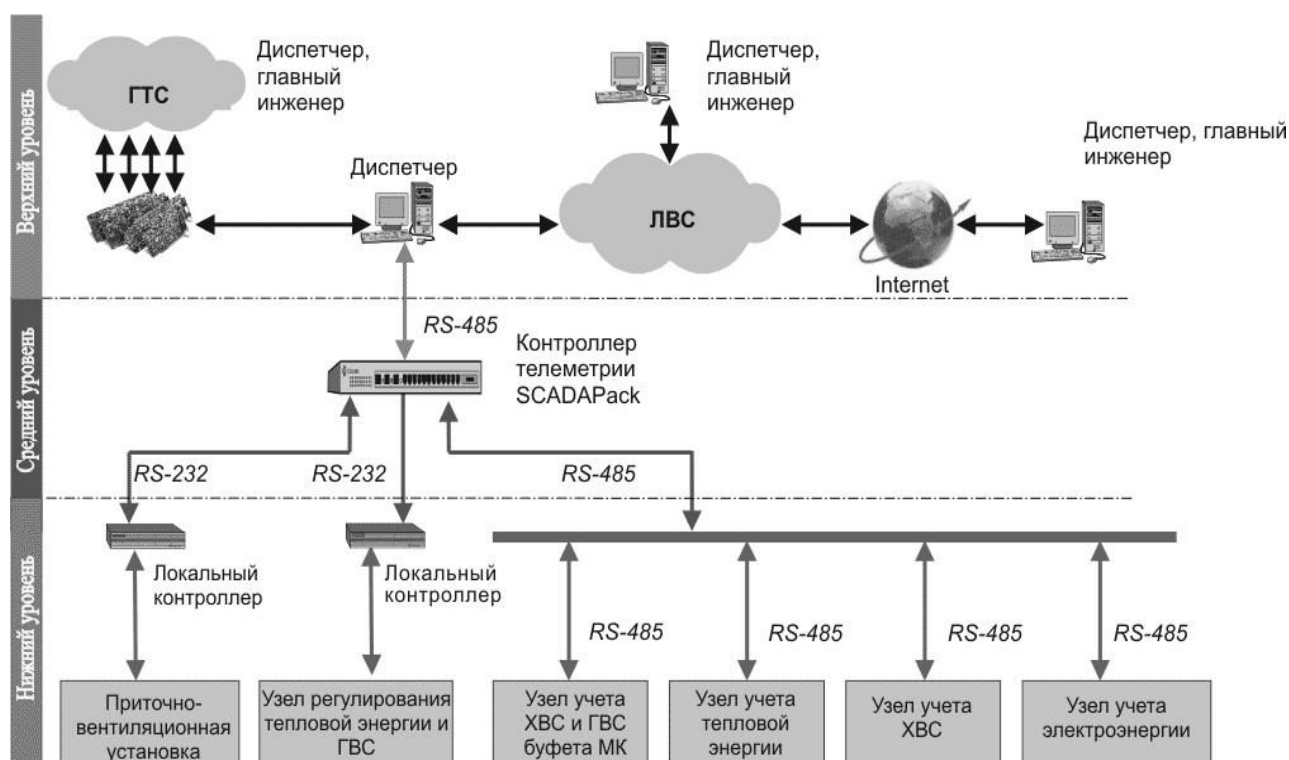 Верхний уровень
ГТС
Диспетчер,
главный
инженер
Диспетчер
Диспетчер,
главный
инженер
ЛВС
Internet
Диспетчер, главный
инженер
Средний уровень
RS-485
Контроллер
телеметрии
SCADAPack
RS-232
RS-232
RS-485
Нижний уровень
Локальный
контроллер
Локальный
контроллер
RS-485
RS-485
RS-485
RS-485
Приточно-
вентиляционная
установка
Узел регулирования
тепловой энергии и
ГВС
Узел учета
ХВС и ГВС
буфета МК
Узел учета
тепловой
энергии
Узел учета
ХВС
Узел учета
электроэнергии